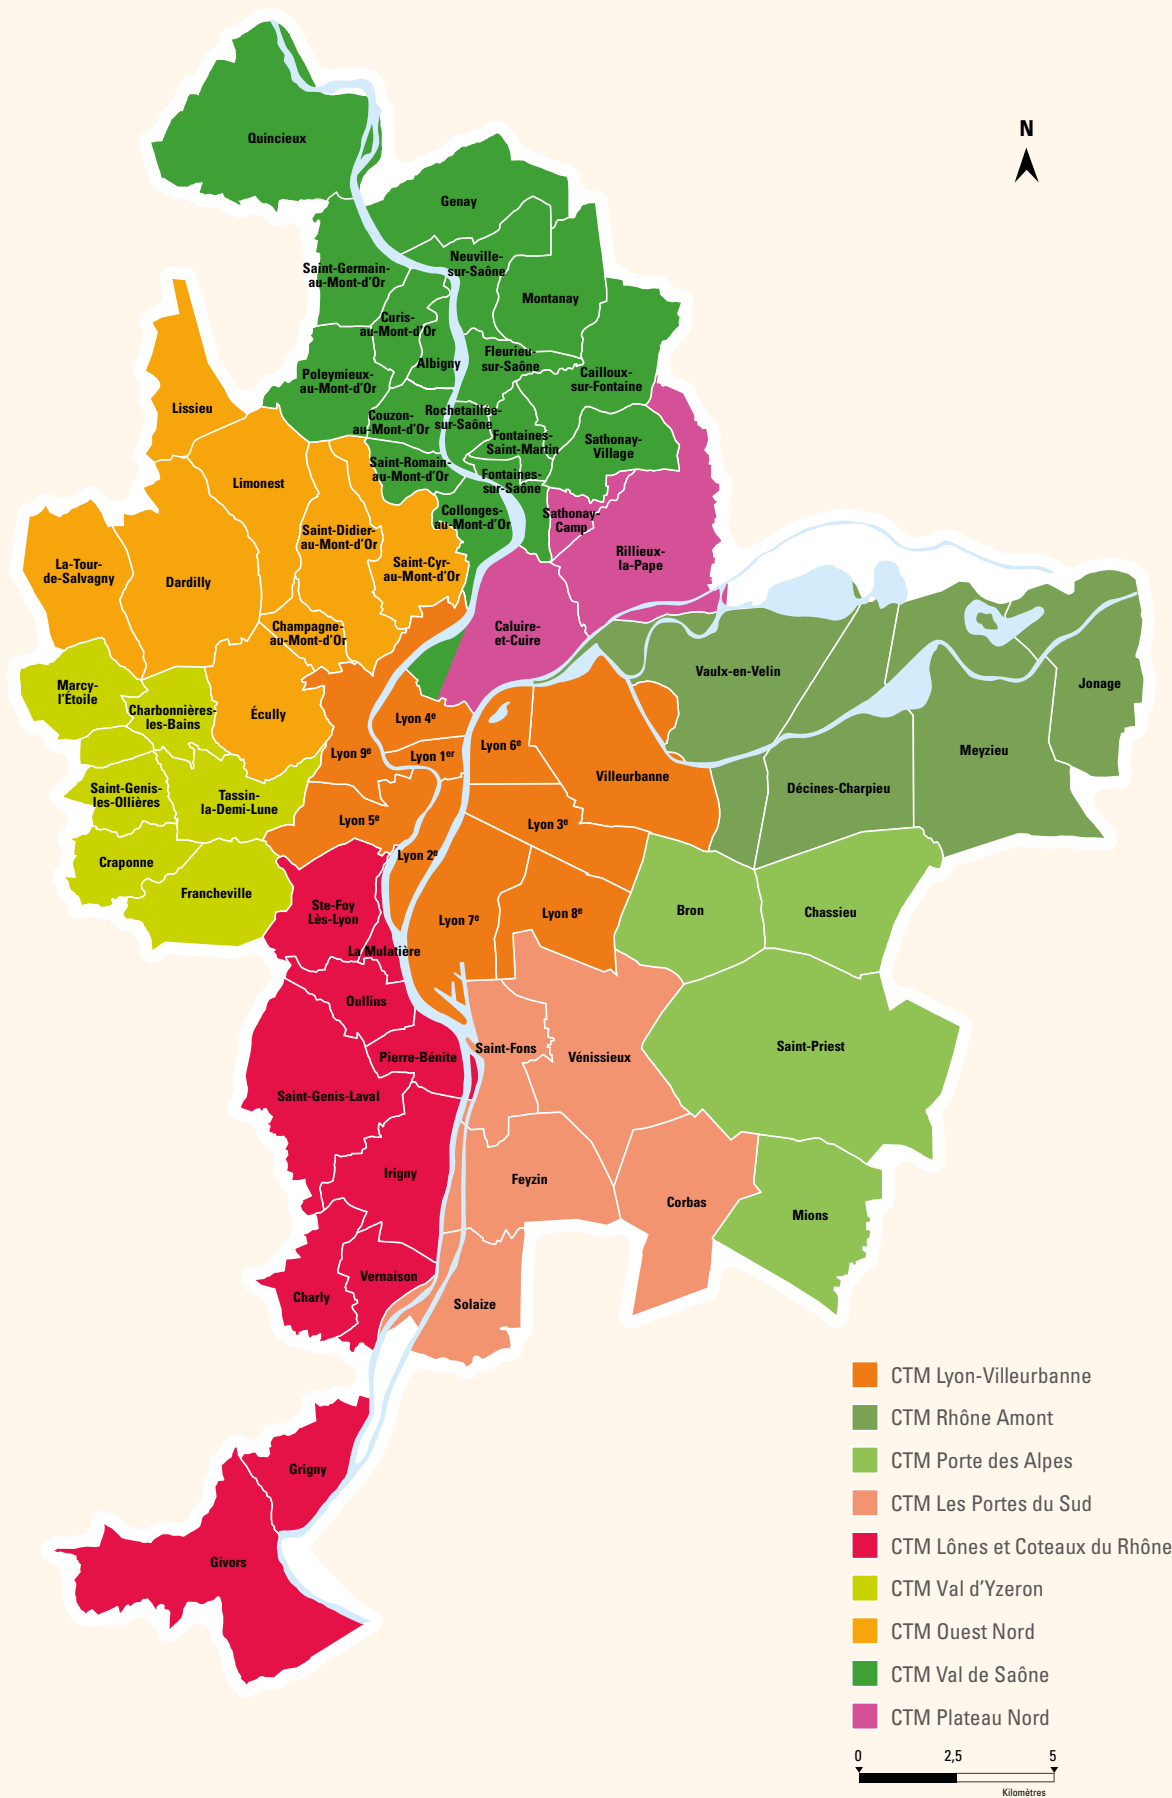 N
Quincieux
Genay
Neuville-
sur-Saône
Saint-Germain-
au-Mont-d'Or
Montanay
Curis-
au-Mont-d'Or
Albigny
Fleurieu-
sur-Saône
Cailloux-
sur-Fontaine
Poleymieux-
au-Mont-d'Or
Lissieu
Couzon-
au-Mont-d'Or
Rochetaillée-
sur-Saône
Fontaines-
Saint-Martin
Sathonay-
Village
Saint-Romain-
au-Mont-d'Or
Fontaines-
sur-Saône
Limonest
Collonges-
au-Mont-d'Or
Sathonay-
Camp
Saint-Didier-
au-Mont-d'Or
Rillieux-
la-Pape
La-Tour-
de-Salvagny
Dardilly
Saint-Cyr-
au-Mont-d'Or
Champagne-
au-Mont-d'Or
Caluire-
et-Cuire
Vaulx-en-Velin
Jonage
Marcy-
l'Étoile
Charbonnières-
les-Bains
Écully
Lyon 4e
Lyon 9e
Lyon 1er
Lyon 6e
Villeurbanne
Meyzieu
Décines-Charpieu
Saint-Genis-
les-Ollières
Tassin-
la-Demi-Lune
Lyon 5e
Lyon 3e
Craponne
Lyon 2e
Francheville
Ste-Foy
Lès-Lyon
Lyon 7e
Lyon 8e
Bron
Chassieu
La Mulatière
Oullins
Saint-Fons
Vénissieux
Saint-Priest
Pierre-Bénite
Saint-Genis-Laval
Irigny
Feyzin
Corbas
Mions
Vernaison
Charly
Solaize
Grigny
Givors
CTM Lyon-Villeurbanne
CTM Rhône Amont
CTM Porte des Alpes
CTM Les Portes du Sud
CTM Lônes et Coteaux du Rhône
CTM Val d'Yzeron
CTM Ouest Nord
CTM Val de Saône
CTM Plateau Nord
0 2,5 5
Kilomètres